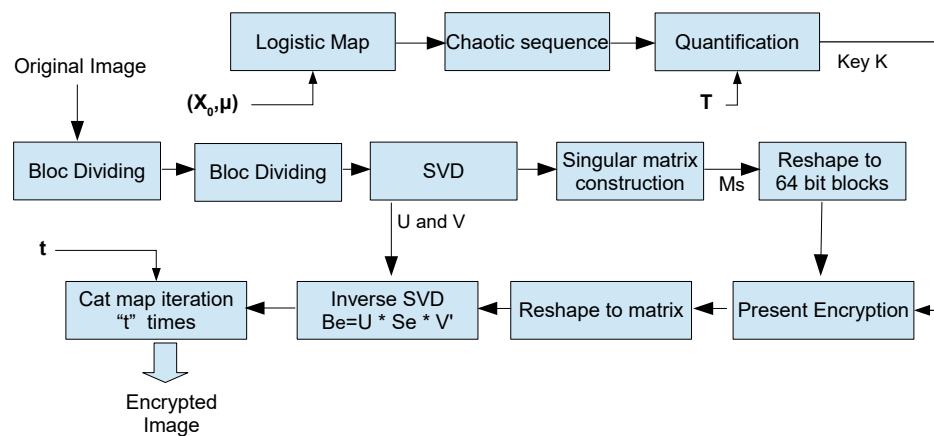 Logistic Map
Chaotic sequence
Quantification
Key K
Original Image
(X₀,μ)
T
Bloc Dividing
Bloc Dividing
SVD
Singular matrix
construction
Ms
Reshape to
64 bit blocks
U and V
t
Cat map iteration
“t” times
Inverse SVD
Be=U * Se * V'
Reshape to matrix
Present Encryption
Encrypted
Image